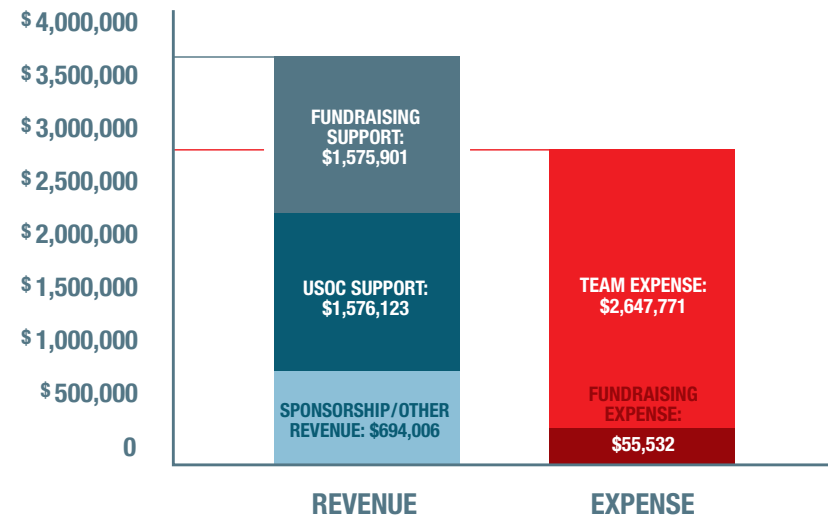 $ 4,000,000
$ 3,500,000
$ 3,000,000
$ 2,500,000
$ 2,000,000
$ 1,500,000
$ 1,000,000
$ 500,000
0
FUNDRAISING
SUPPORT:
$1,575,901
USOC SUPPORT:
$1,576,123
SPONSORSHIP/OTHER
REVENUE: $694,006
TEAM EXPENSE:
$2,647,771
FUNDRAISING
EXPENSE:
$55,532
REVENUE
EXPENSE